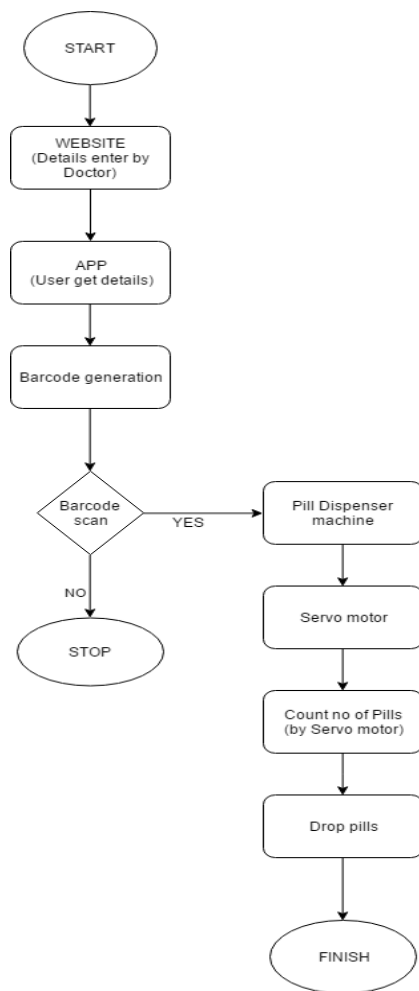 START
WEBSITE
(Details enter by
Doctor)
APP
(User get details)
Barcode generation
Barcode
scan
YES
NO
STOP
Pill Dispenser
machine
Servo motor
Count no of Pills
(by Servo motor)
Drop pills
FINISH